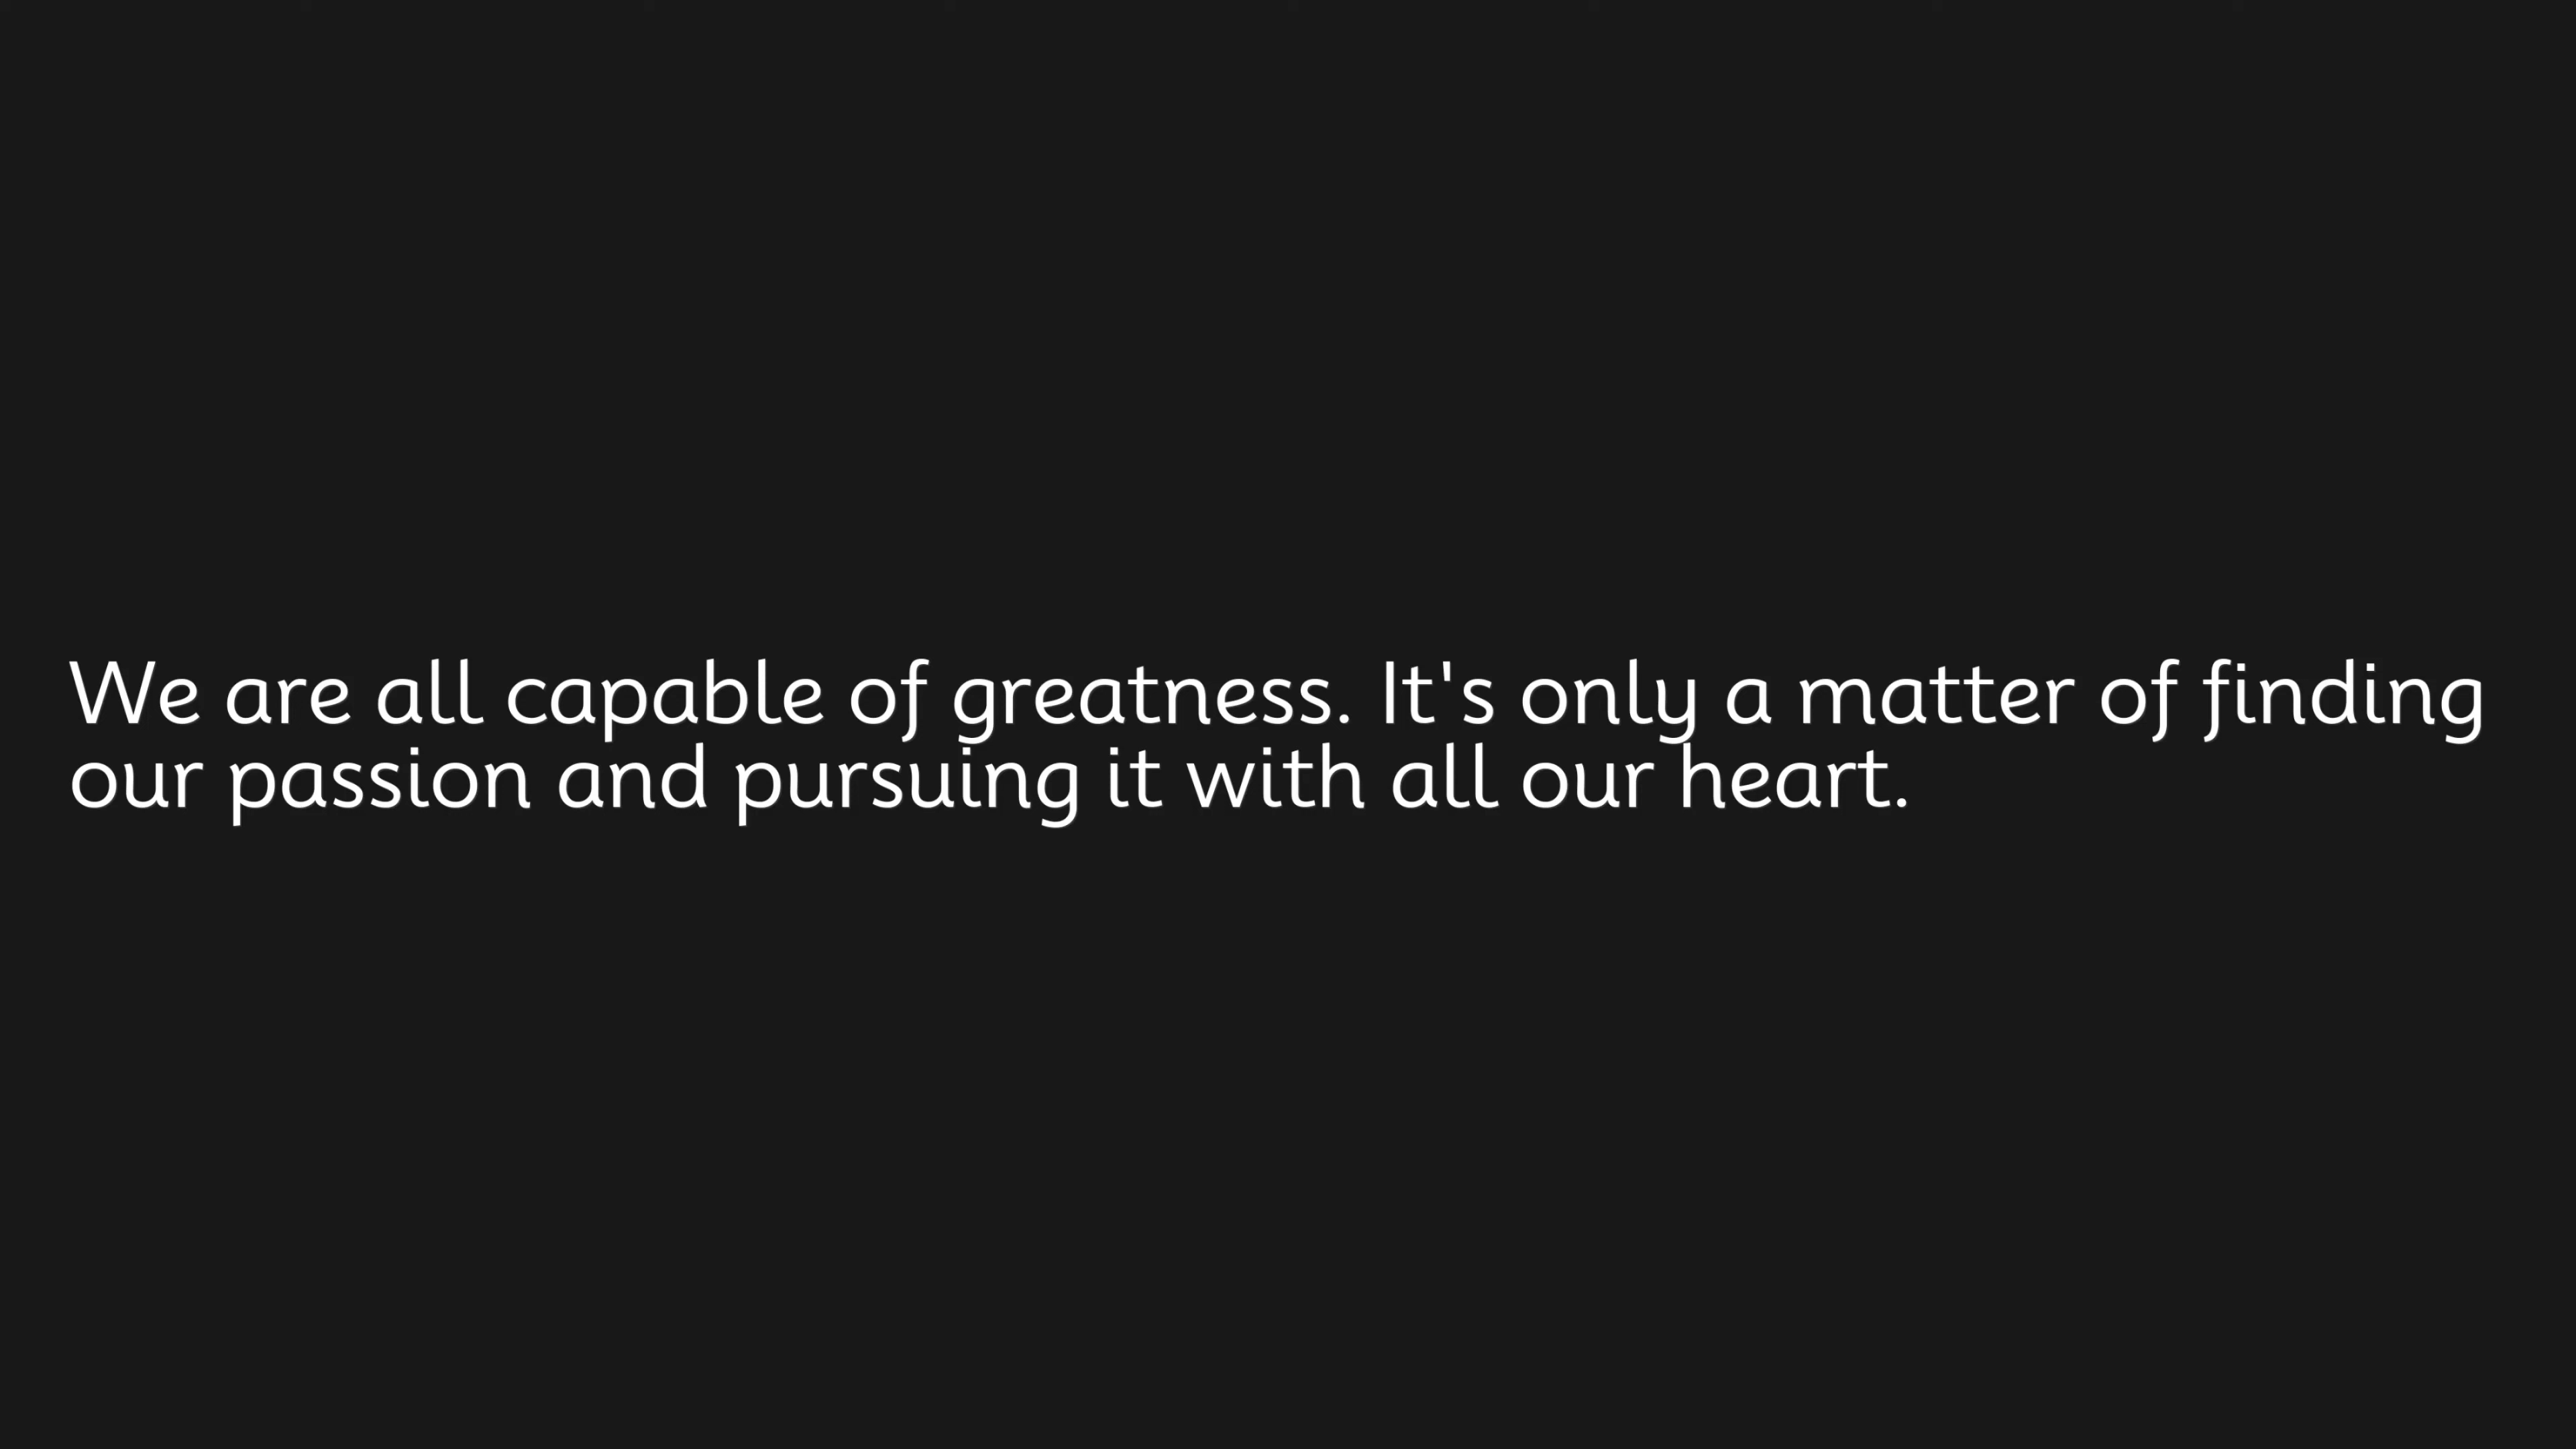 We are all capable of greatness. It's only a matter of finding
our passion and pursuing it with all our heart.